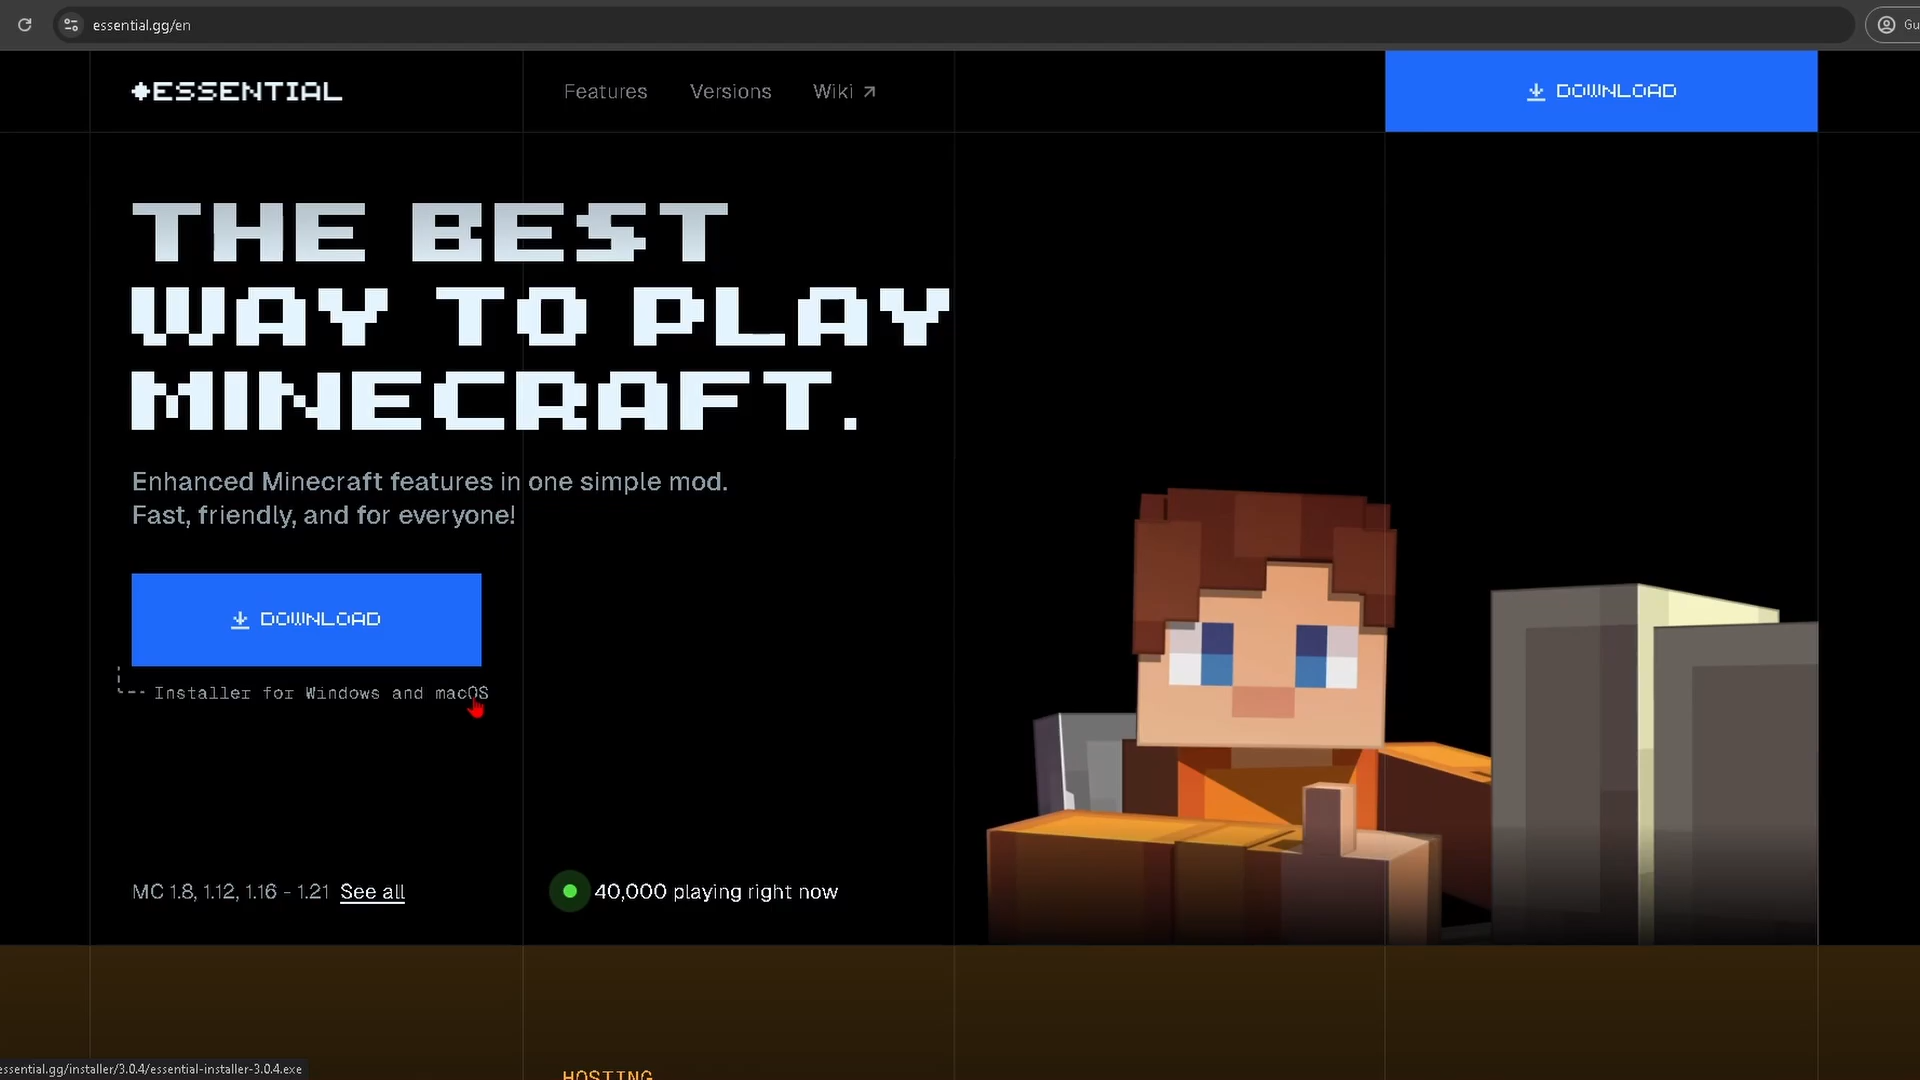 essential.gg/en
Gu
ESSENTIAL
Features
Versions
Wiki ↗
DOWNLOAD
THE BEST
WAY TO PLAY
MINECRAFT.
Enhanced Minecraft features in one simple mod.
Fast, friendly, and for everyone!
DOWNLOAD
Installer for Windows and macOS
MC 1.8, 1.12, 1.16 - 1.21 See all
40,000 playing right now
HOSTING
essential.gg/installer/3.0.4/essential-installer-3.0.4.exe